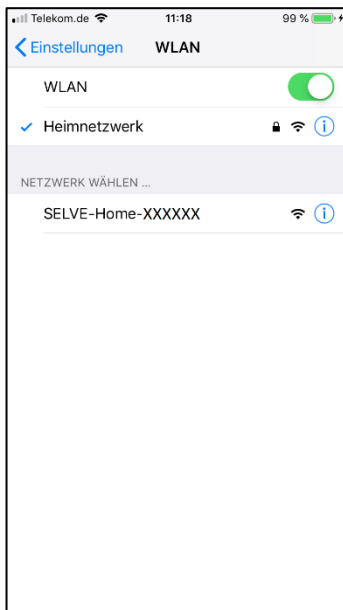 Telekom.de 11:18 99 %
Einstellungen WLAN
WLAN
Heimnetzwerk
NETZWERK WÄHLEN ...
SELVE-Home-XXXXXX